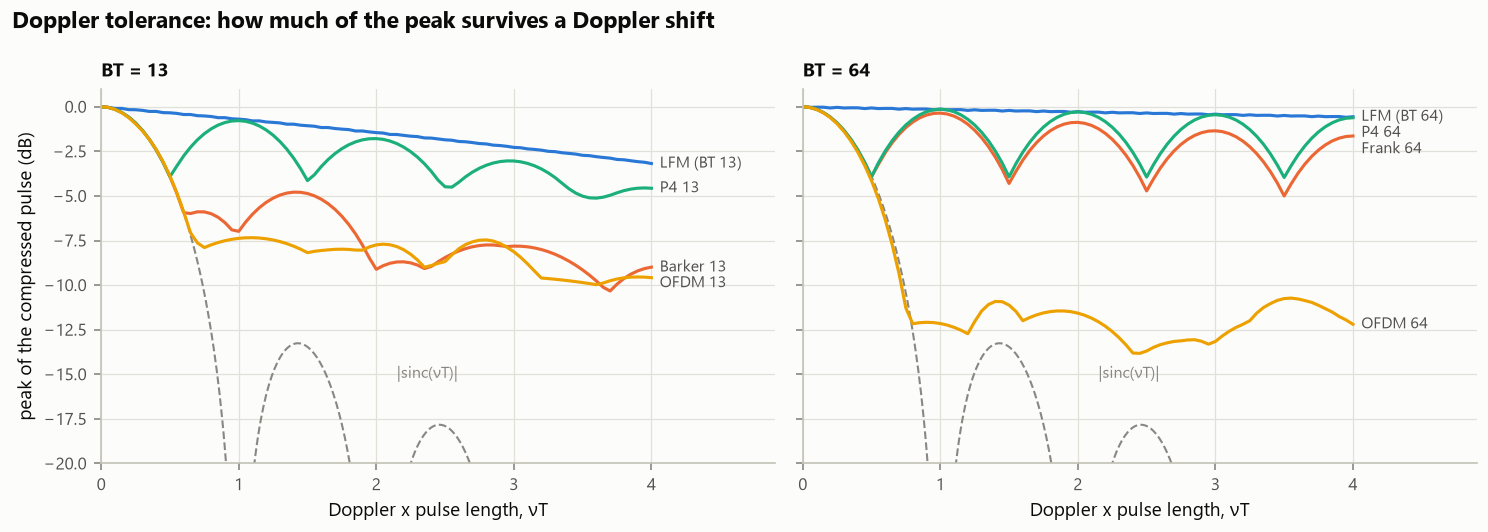 Doppler tolerance: how much of the peak survives a Doppler shift
BT = 13
peak of the compressed pulse (dB)
0.0
−2.5
−5.0
−7.5
−10.0
−12.5
−15.0
−17.5
−20.0
LFM (BT 13)
P4 13
Barker 13
OFDM 13
|sinc(νT)|
0 1 2 3 4
Doppler x pulse length, νT
BT = 64
LFM (BT 64)
P4 64
Frank 64
OFDM 64
|sinc(νT)|
0 1 2 3 4
Doppler x pulse length, νT